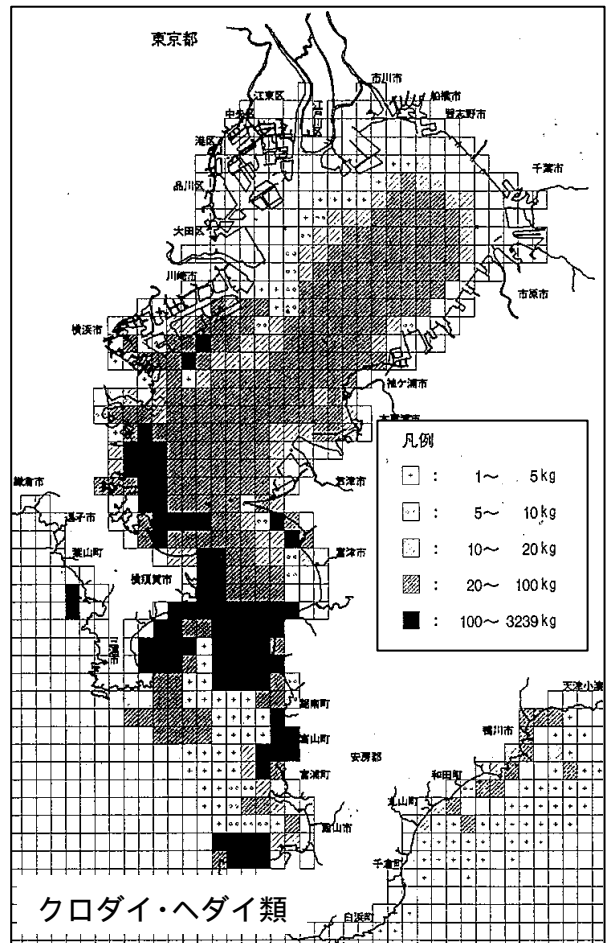 東京都
市川市
船橋市
習志野市
江東区
中央区
江戸川区
港区
千葉市
品川区
大田区
川崎市
市原市
横浜市
袖ケ浦市
木更津市
凡例
1〜 5kg
5〜 10kg
10〜 20kg
20〜 100kg
100〜 3239kg
鎌倉市
逗子市
葉山町
君津市
富津市
横須賀市
三浦市
天津小湊
鋸南町
鴨川市
富山町
安房郡
富浦町
和田町
丸山町
館山市
千倉町
白浜町
クロダイ・ヘダイ類